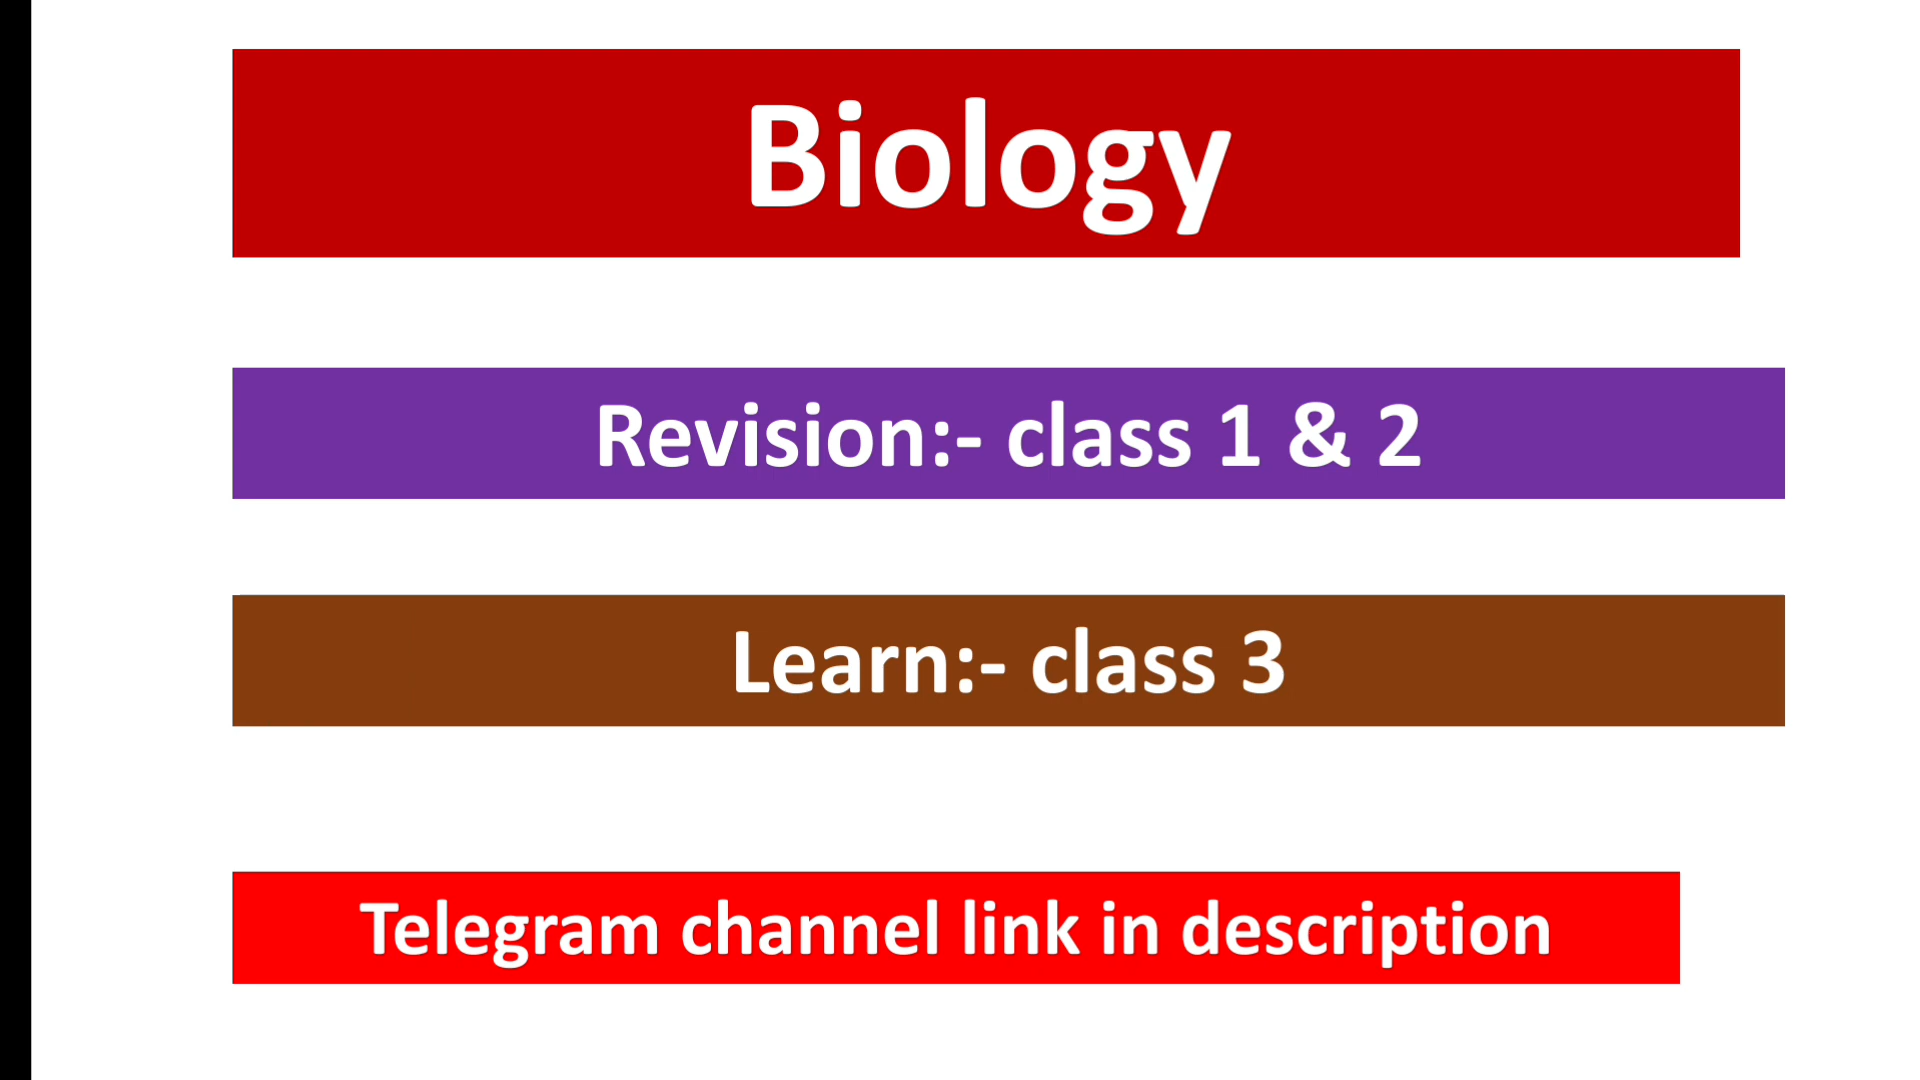 Biology
Revision:- class 1 & 2
Learn:- class 3
Telegram channel link in description